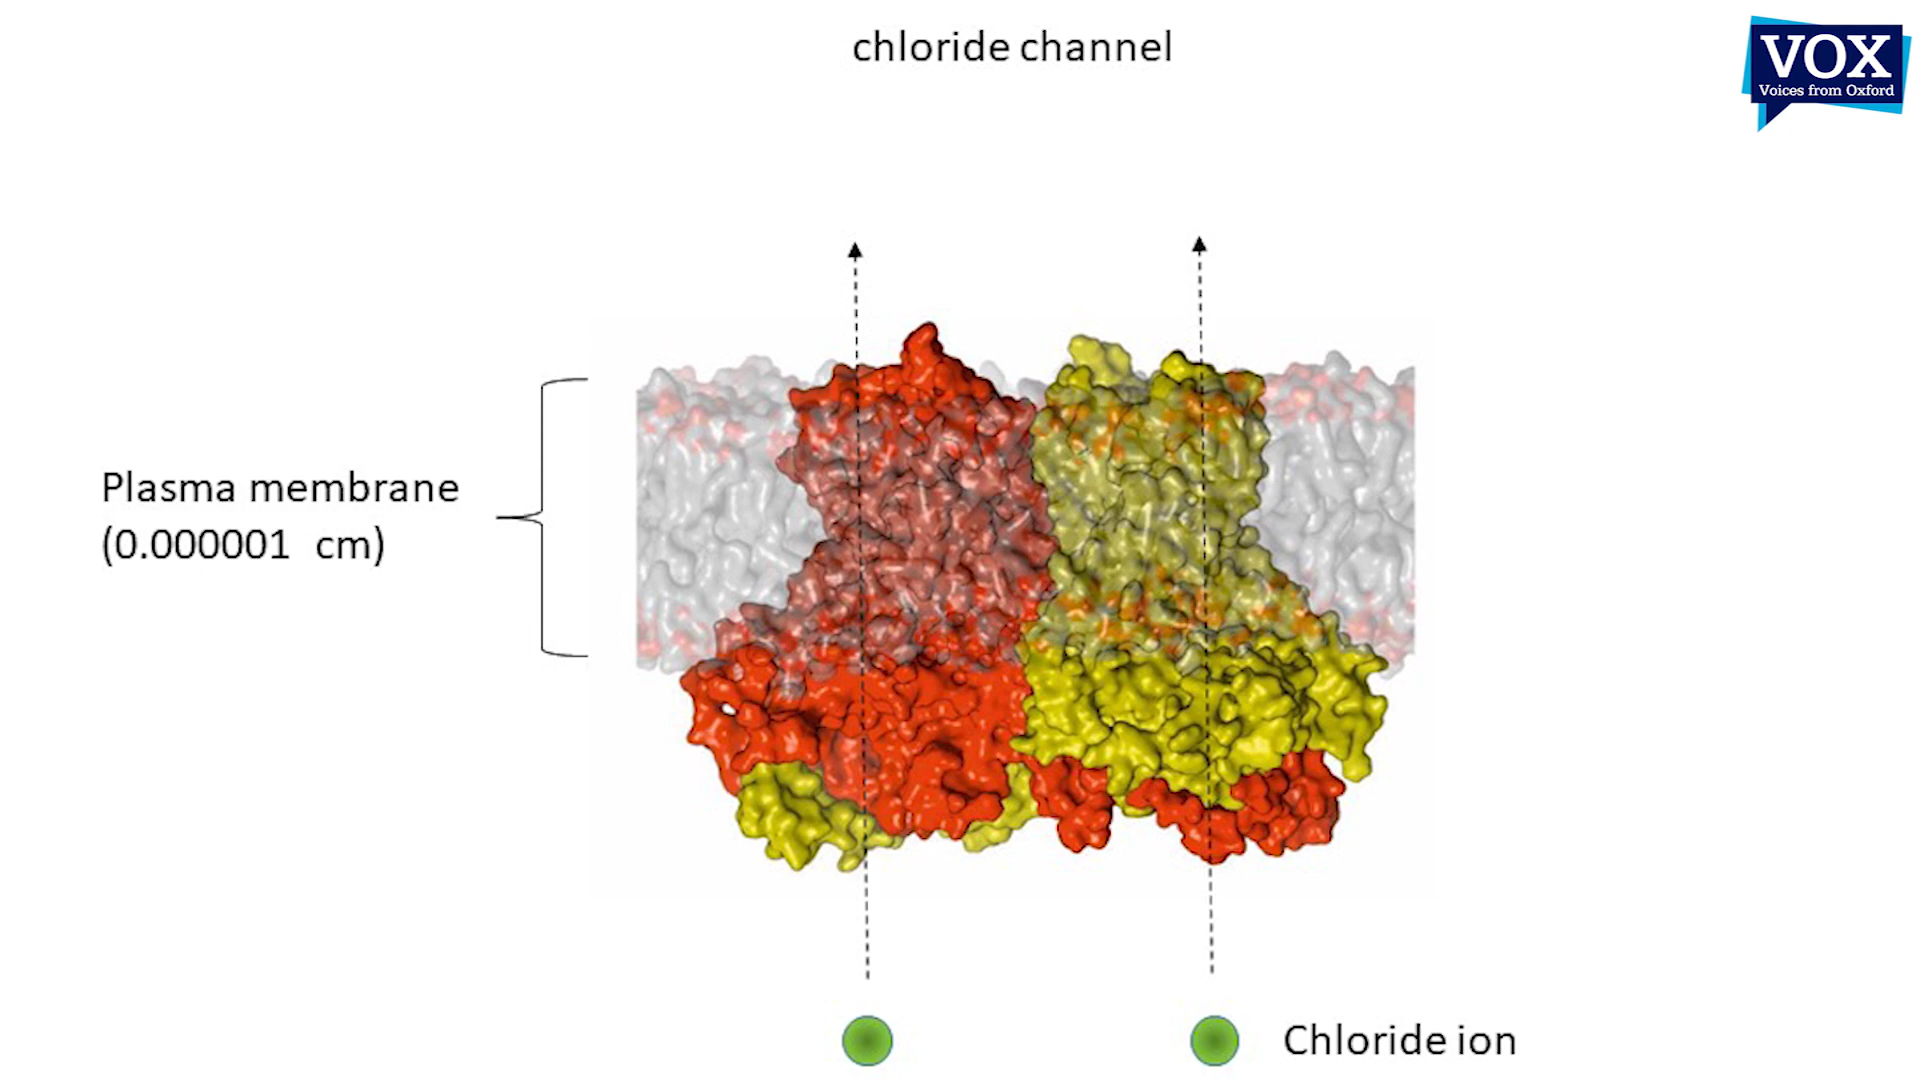 chloride channel
VOX
Voices from Oxford
Plasma membrane
(0.000001 cm)
Chloride ion